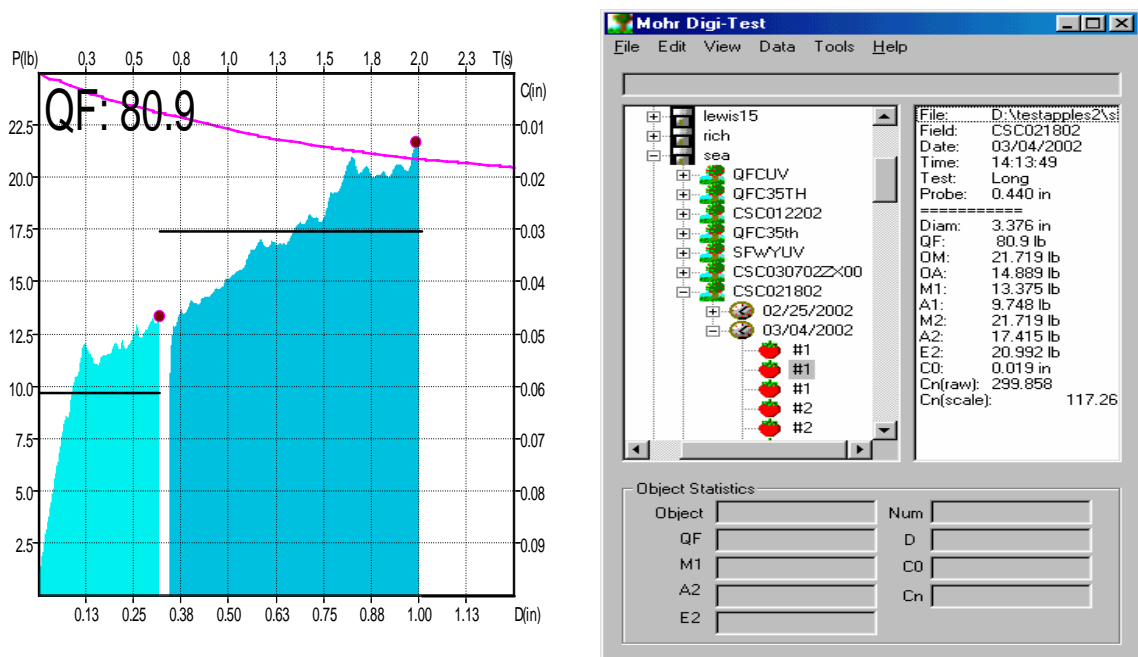 P(lb) 0.3 0.5 0.8 1.0 1.3 1.5 1.8 2.0 2.3 T(s)
C(in)
QF: 80.9
22.5 0.01
20.0 0.02
17.5 0.03
15.0 0.04
12.5 0.05
10.0 0.06
7.5 0.07
5.0 0.08
2.5 0.09
0.13 0.25 0.38 0.50 0.63 0.75 0.88 1.00 1.13 D(in)
Mohr Digi-Test
File Edit View Data Tools Help
lewis15
rich
sea
QFCUV
QFC35TH
CSC012202
QFC35th
SFWYUV
CSC030702ZX00
CSC021802
02/25/2002
03/04/2002
#1
#1
#1
#2
#2
File: D:\testapples2\s
Field: CSC021802
Date: 03/04/2002
Time: 14:13:49
Test: Long
Probe: 0.440 in
============
Diam: 3.376 in
QF: 80.9 lb
OM: 21.719 lb
OA: 14.889 lb
M1: 13.375 lb
A1: 9.748 lb
M2: 21.719 lb
A2: 17.415 lb
E2: 20.992 lb
C0: 0.019 in
Cn(raw): 299.858
Cn(scale): 117.26
Object Statistics
Object Num
QF D
M1 C0
A2 Cn
E2